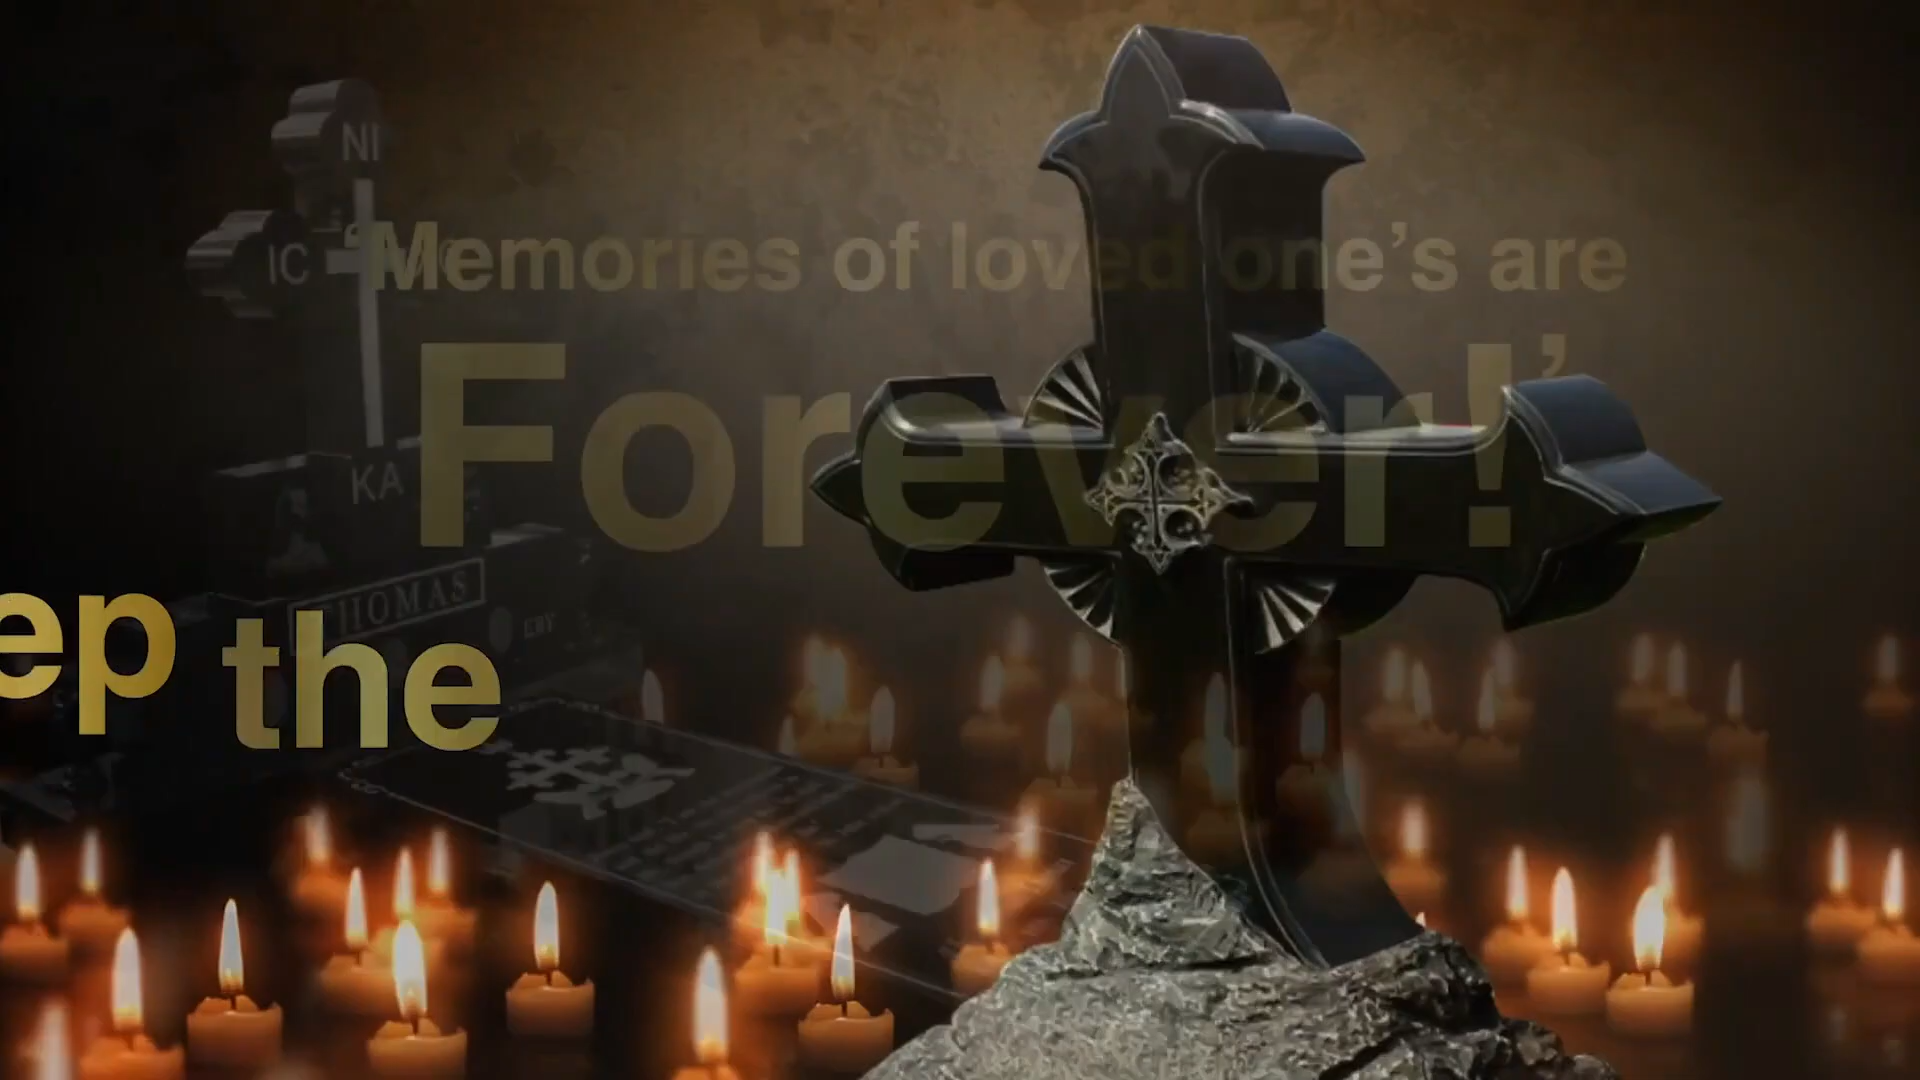 NI
IC
'Memories of loved one's are
Forever!'
KA
THOMAS
ep the